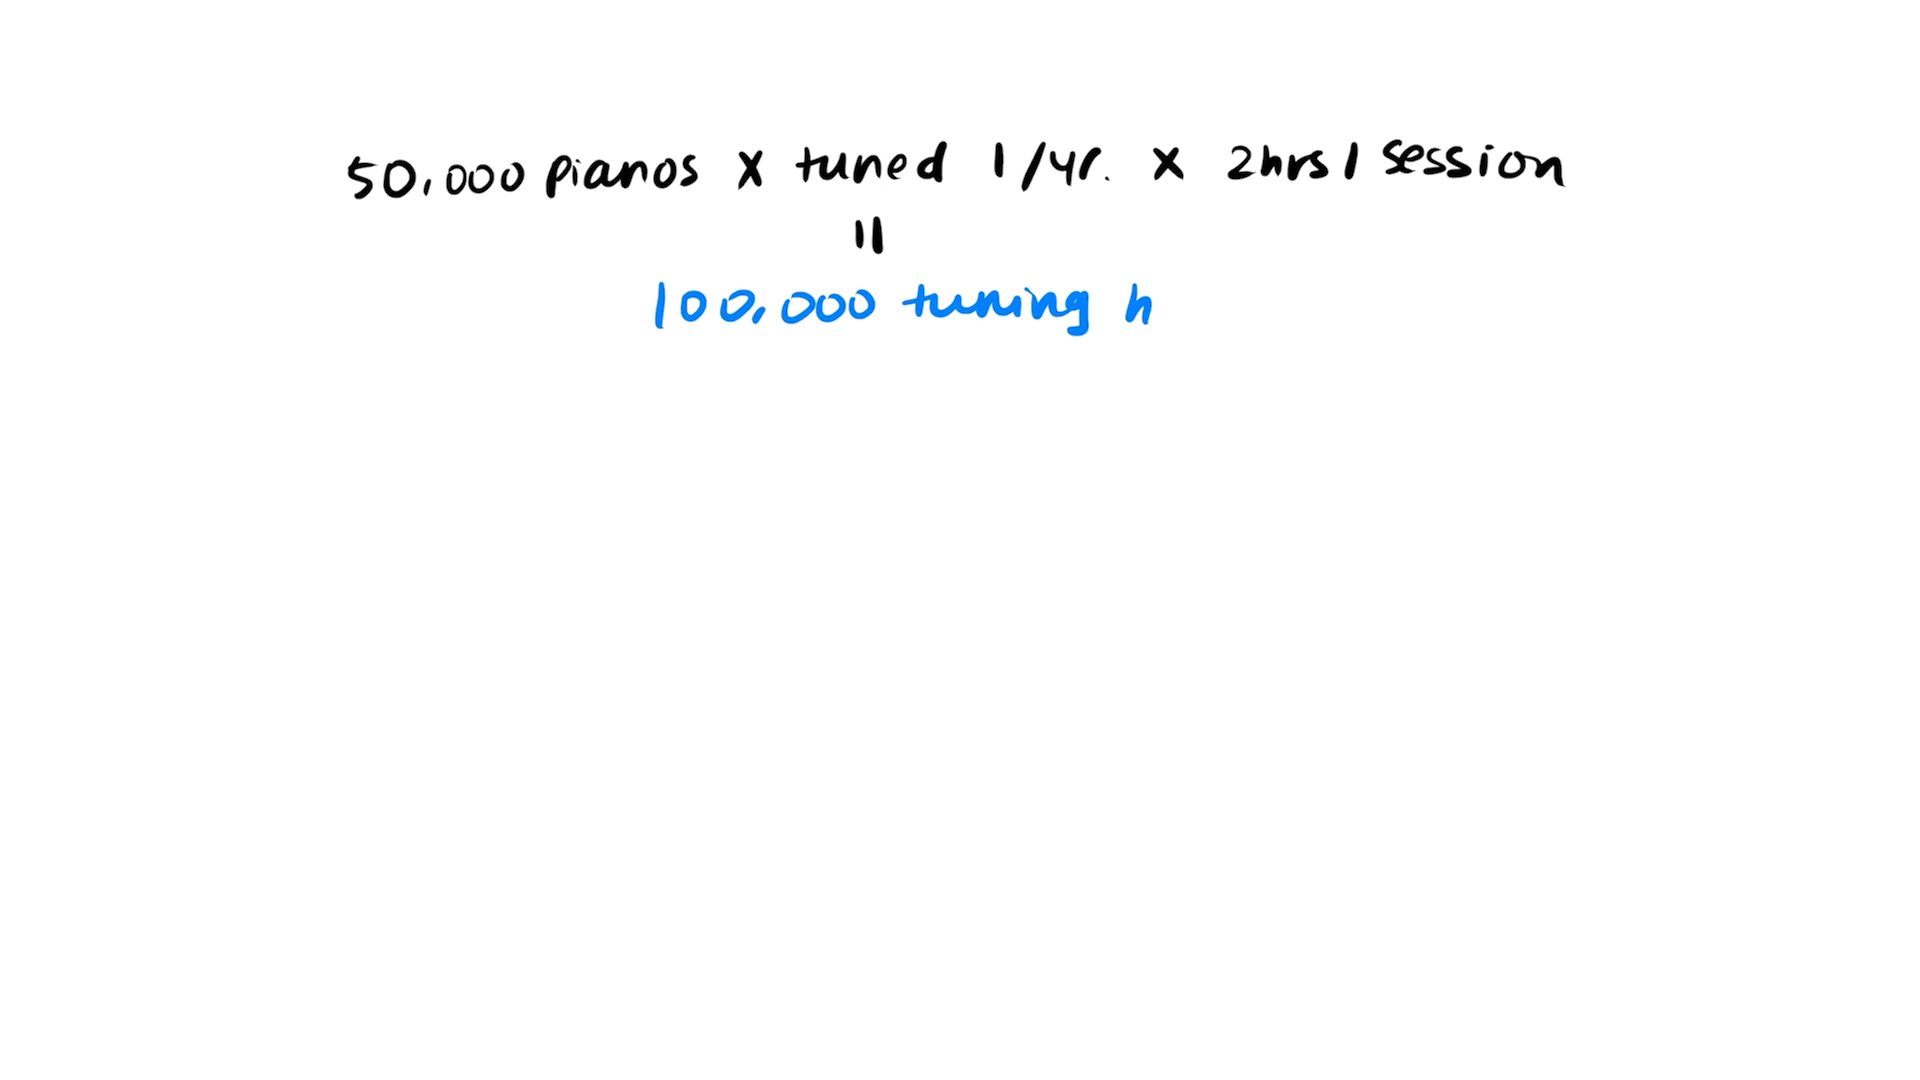 50,000 pianos x tuned 1/yr. x 2hrs/session
=
100,000 tuning h